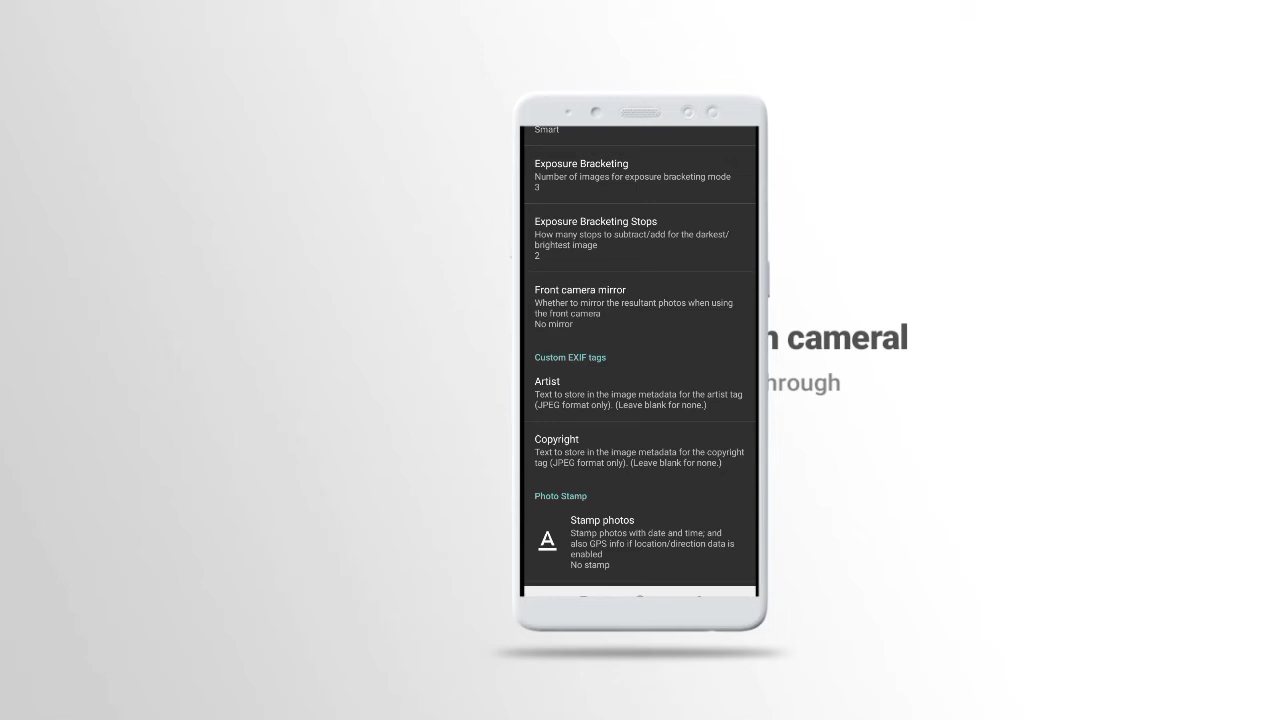 Smart
Exposure Bracketing
Number of images for exposure bracketing mode
3
Exposure Bracketing Stops
How many stops to subtract/add for the darkest/
brightest image
2
Front camera mirror
Whether to mirror the resultant photos when using
the front camera
No mirror
Custom EXIF tags
Artist
Text to store in the image metadata for the artist tag
(JPEG format only). (Leave blank for none.)
Copyright
Text to store in the image metadata for the copyright
tag (JPEG format only). (Leave blank for none.)
Photo Stamp
A
Stamp photos
Stamp photos with date and time; and
also GPS info if location/direction data is
enabled
No stamp
cameral